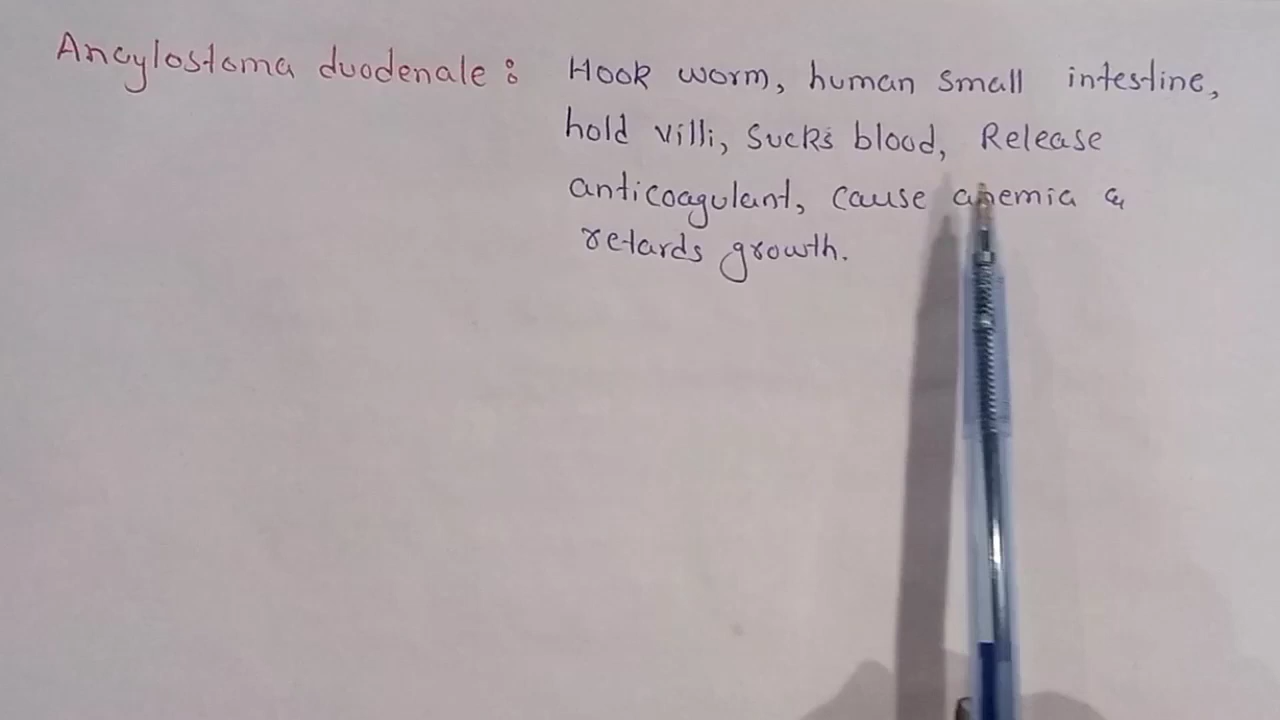 Ancylostoma duodenale : Hook worm, human small intestine,
hold villi, sucks blood, Release
anticoagulant, cause anemia &
retards growth.